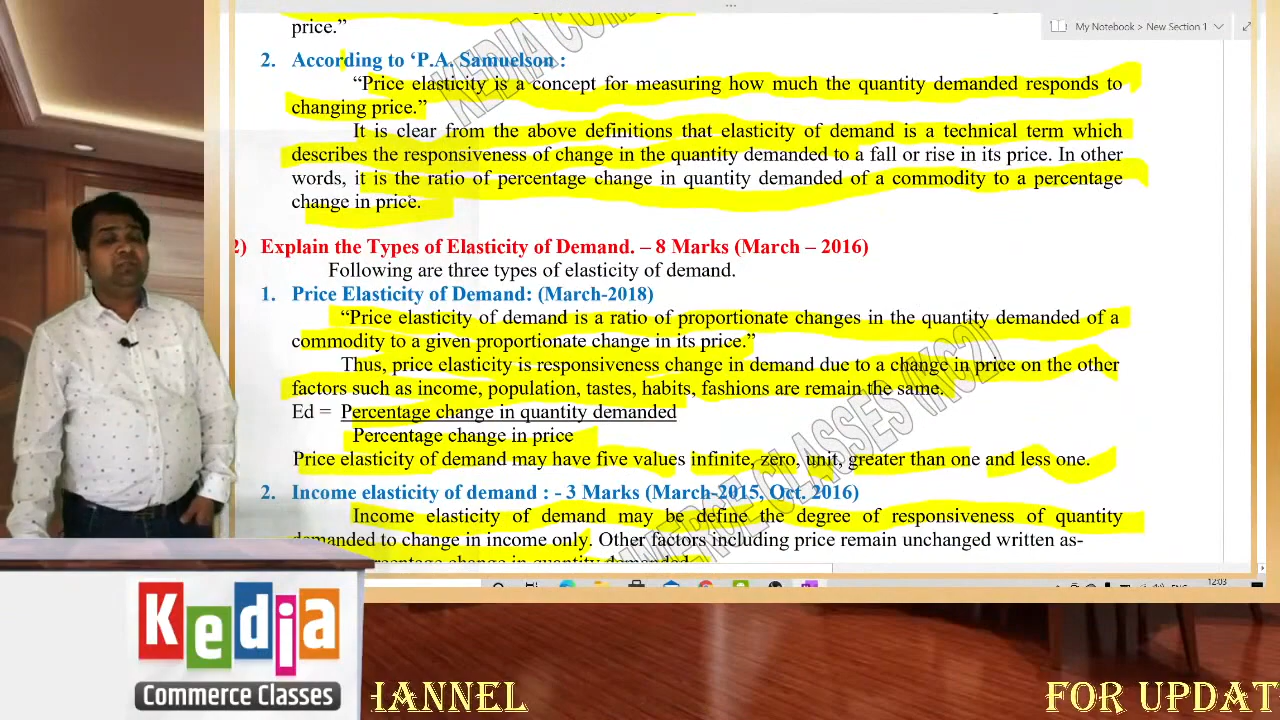 price.”
My Notebook > New Section 1
2. According to ‘P.A. Samuelson :
“Price elasticity is a concept for measuring how much the quantity demanded responds to
changing price.”
It is clear from the above definitions that elasticity of demand is a technical term which
describes the responsiveness of change in the quantity demanded to a fall or rise in its price. In other
words, it is the ratio of percentage change in quantity demanded of a commodity to a percentage
change in price.
2) Explain the Types of Elasticity of Demand. – 8 Marks (March – 2016)
Following are three types of elasticity of demand.
1. Price Elasticity of Demand: (March-2018)
“Price elasticity of demand is a ratio of proportionate changes in the quantity demanded of a
commodity to a given proportionate change in its price.”
Thus, price elasticity is responsiveness change in demand due to a change in price on the other
factors such as income, population, tastes, habits, fashions are remain the same.
Ed = Percentage change in quantity demanded
Percentage change in price
Price elasticity of demand may have five values infinite, zero, unit, greater than one and less one.
2. Income elasticity of demand : - 3 Marks (March-2015, Oct. 2016)
Income elasticity of demand may be define the degree of responsiveness of quantity
demanded to change in income only. Other factors including price remain unchanged written as-
change in quantity demanded
12:03
Kedia
Commerce Classes
HANNEL FOR UPDAT